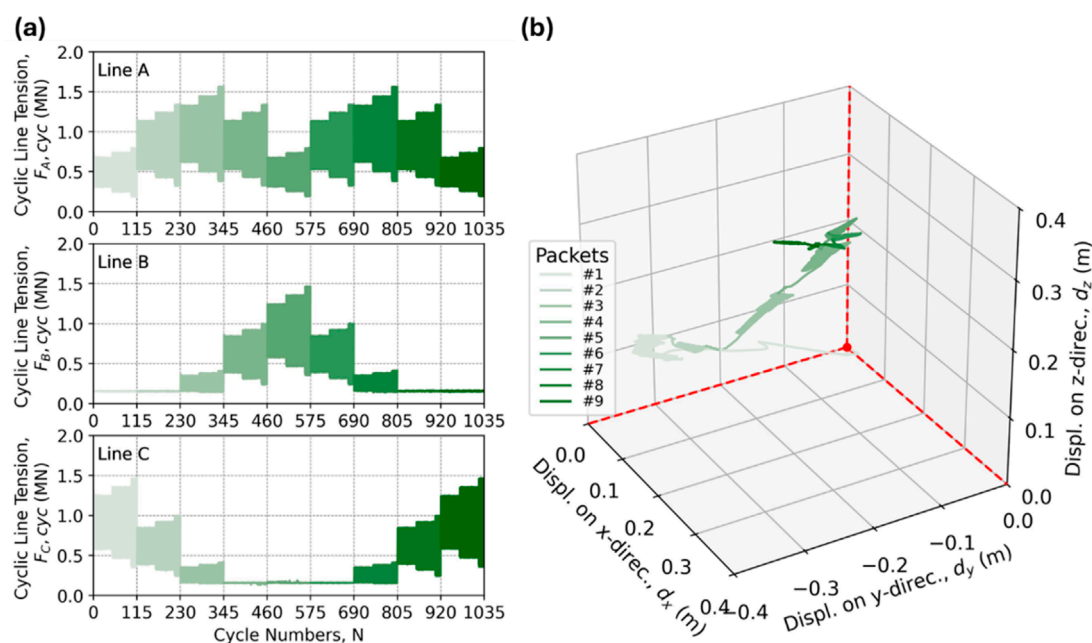 (a)
Cyclic Line Tension,
F_A, cyc (MN)
2.0
1.5
1.0
0.5
0.0
Line A
0 115 230 345 460 575 690 805 920 1035
Cyclic Line Tension,
F_B, cyc (MN)
2.0
1.5
1.0
0.5
0.0
Line B
0 115 230 345 460 575 690 805 920 1035
Cyclic Line Tension,
F_C, cyc (MN)
2.0
1.5
1.0
0.5
0.0
Line C
0 115 230 345 460 575 690 805 920 1035
Cycle Numbers, N
(b)
Packets
#1
#2
#3
#4
#5
#6
#7
#8
#9
0.0
0.1
0.2
0.3
0.4
Displ. on x-direc., d_x (m)
−0.4
−0.3
−0.2
−0.1
0.0
Displ. on y-direc., d_y (m)
0.4
0.3
0.2
0.1
0.0
Displ. on z-direc., d_z (m)